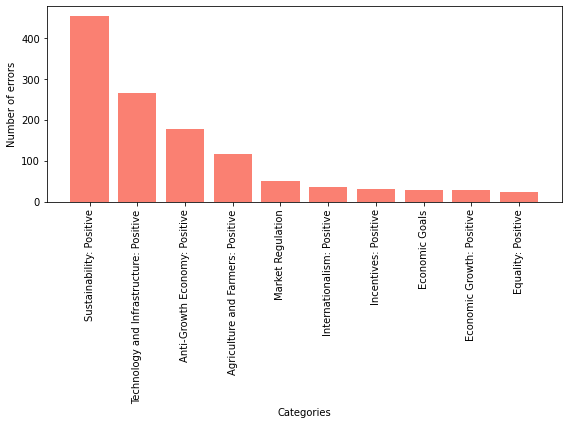 Number of errors
400
300
200
100
0
Sustainability: Positive
Technology and Infrastructure: Positive
Anti-Growth Economy: Positive
Agriculture and Farmers: Positive
Market Regulation
Internationalism: Positive
Incentives: Positive
Economic Goals
Economic Growth: Positive
Equality: Positive
Categories